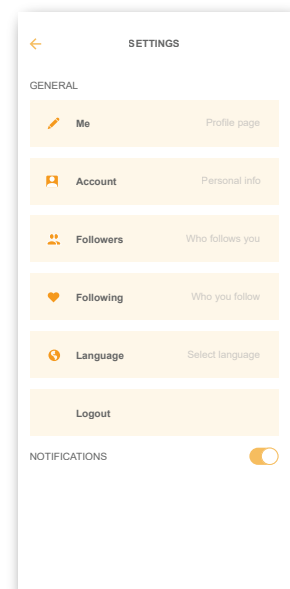 SETTINGS
GENERAL
Me Profile page
Account Personal info
Followers Who follows you
Following Who you follow
Language Select language
Logout
NOTIFICATIONS